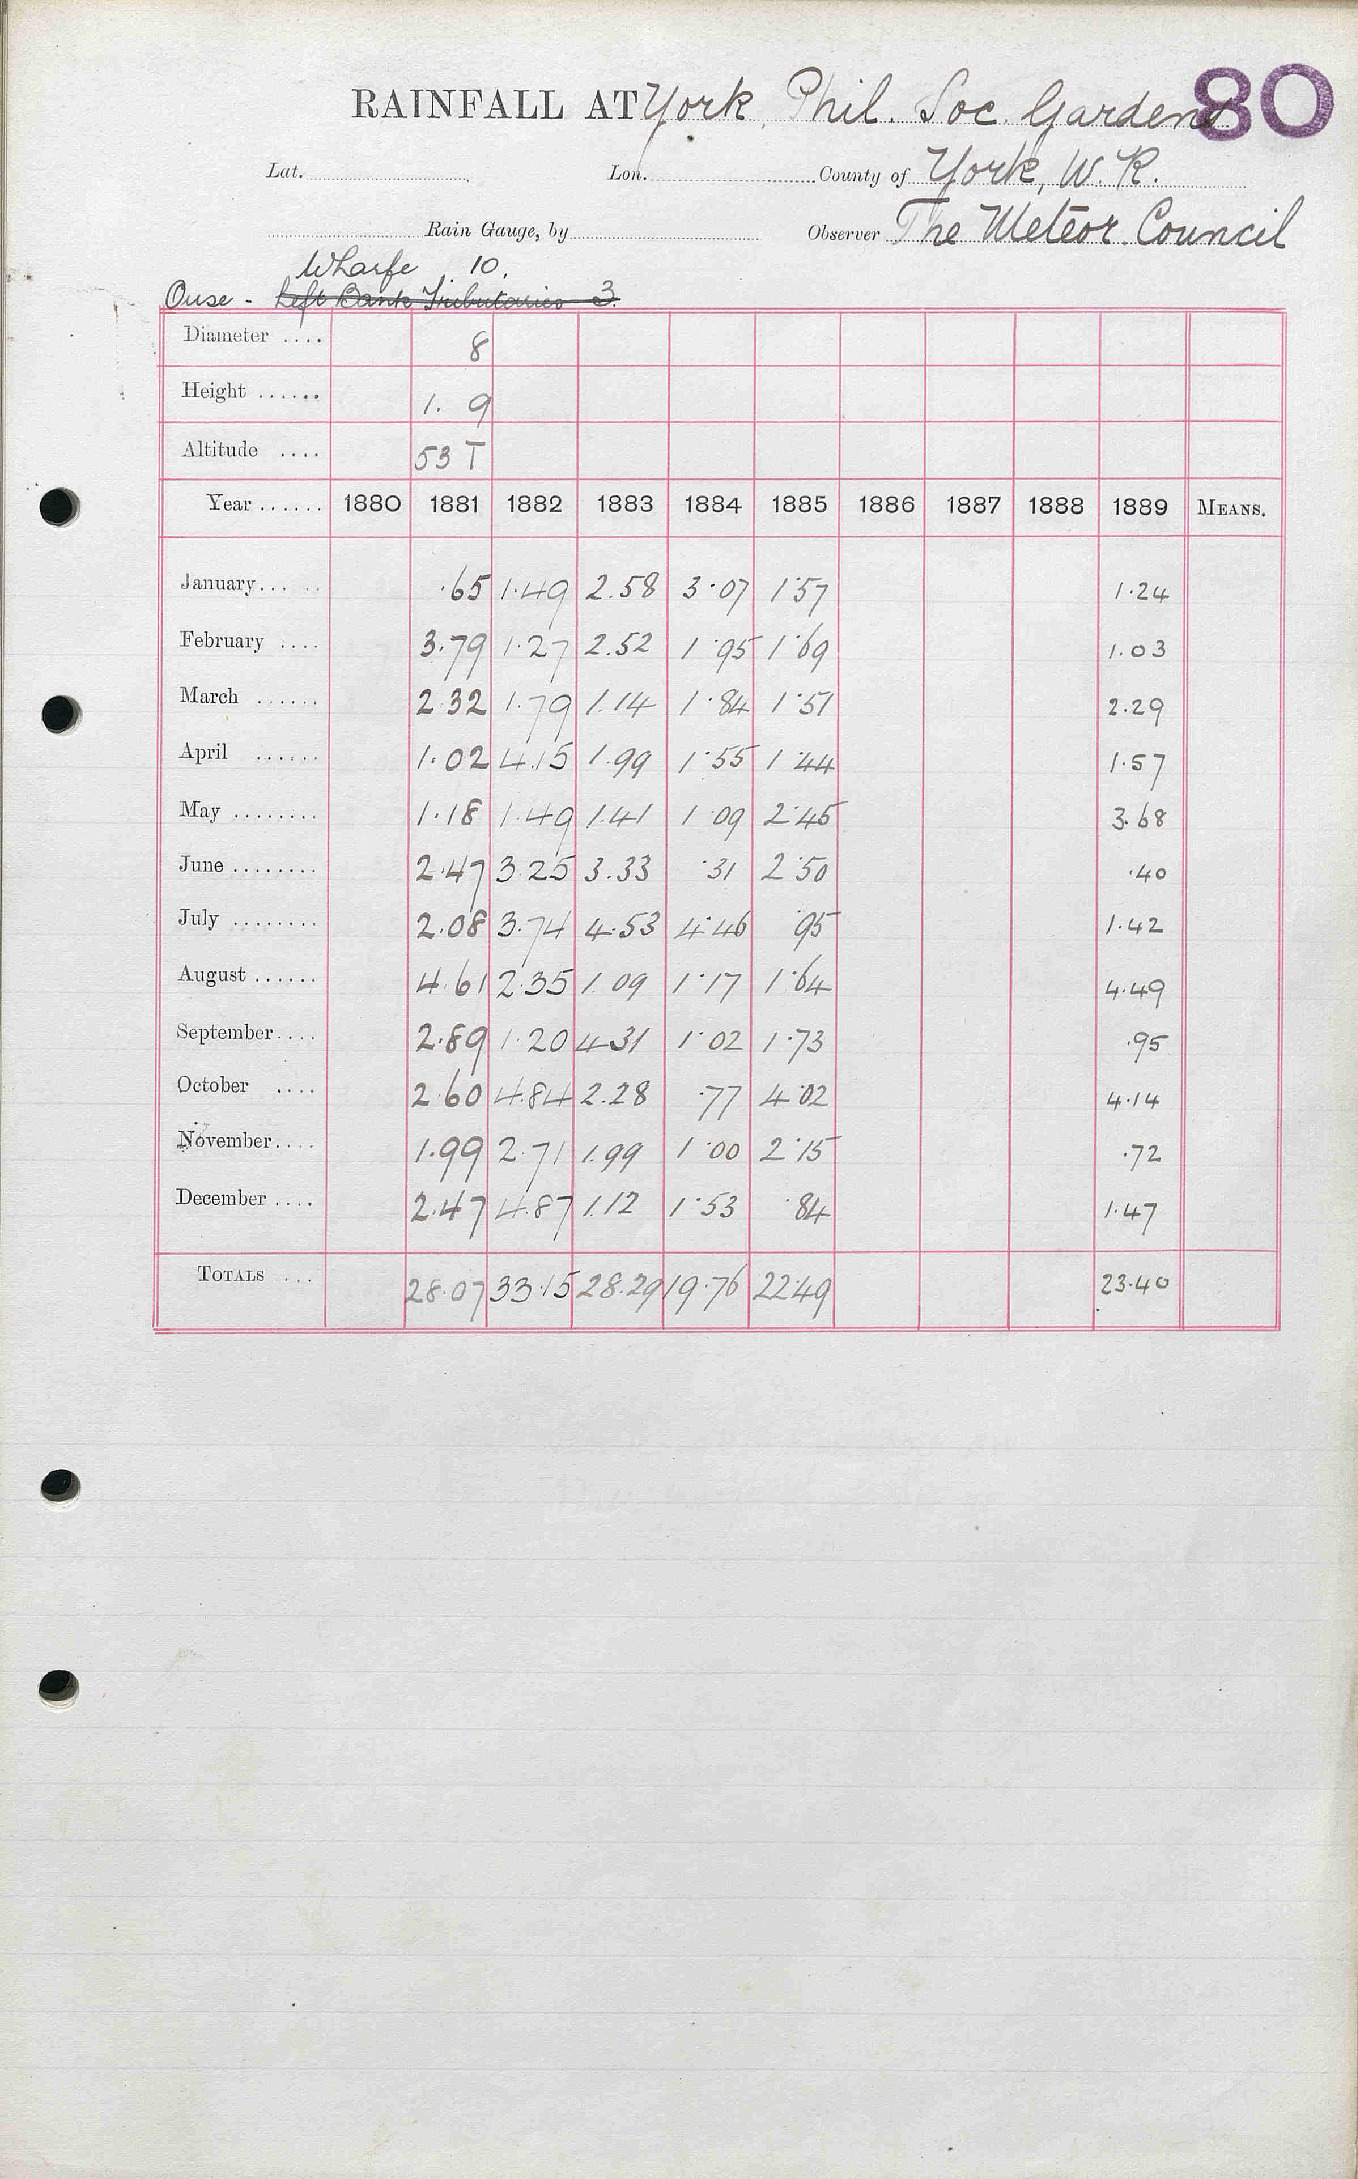 80
RAINFALL AT York, Phil. Soc. Gardens
Lat. Lon. County of York, W. R.
Rain Gauge, by Observer The Meteor. Council
Wharfe 10.
Ouse - Left Bank Tributaries 3.
Diameter .... 8
Height ...... 1. 9
Altitude .... 53 T
Year ...... 1880 1881 1882 1883 1884 1885 1886 1887 1888 1889 MEANS.
January ... .. .65 1.49 2.58 3.07 1.57 1.24
February .... 3.79 1.27 2.52 1.95 1.69 1.03
March ...... 2.32 1.79 1.14 1.84 1.51 2.29
April ...... 1.02 4.15 1.99 1.55 1.44 1.57
May ........ 1.18 1.49 1.41 1.09 2.45 3.68
June ........ 2.47 3.25 3.33 .31 2.50 .40
July ........ 2.08 3.74 4.53 4.46 .95 1.42
August ...... 4.61 2.35 1.09 1.17 1.64 4.49
September .... 2.89 1.20 4.31 1.02 1.73 .95
October .... 2.60 4.84 2.28 .77 4.02 4.14
November .... 1.99 2.71 1.99 1.00 2.15 .72
December .... 2.47 4.87 1.12 1.53 .84 1.47
TOTALS ... 28.07 33.15 28.29 19.76 22.49 23.40